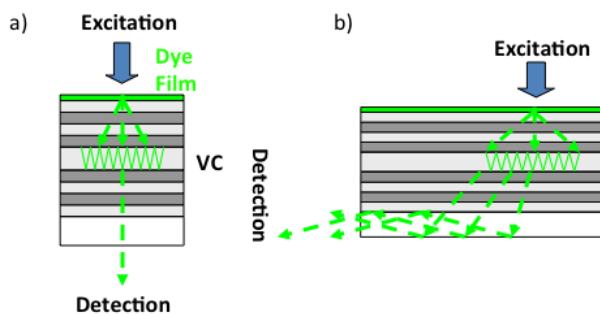 a)
Excitation
Dye
Film
VC
Detection
b)
Excitation
Detection